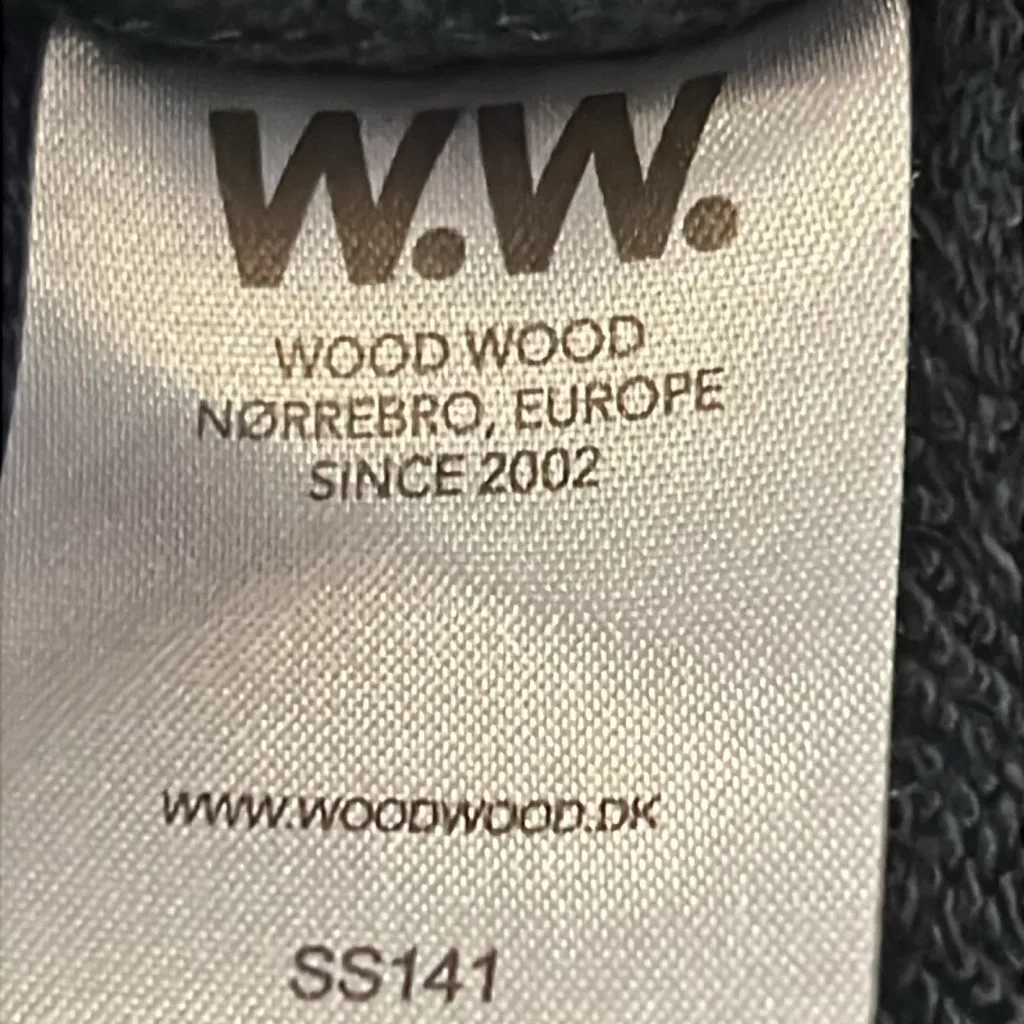 W.W.
WOOD WOOD
NØRREBRO, EUROPE
SINCE 2002
WWW.WOODWOOD.DK
SS141